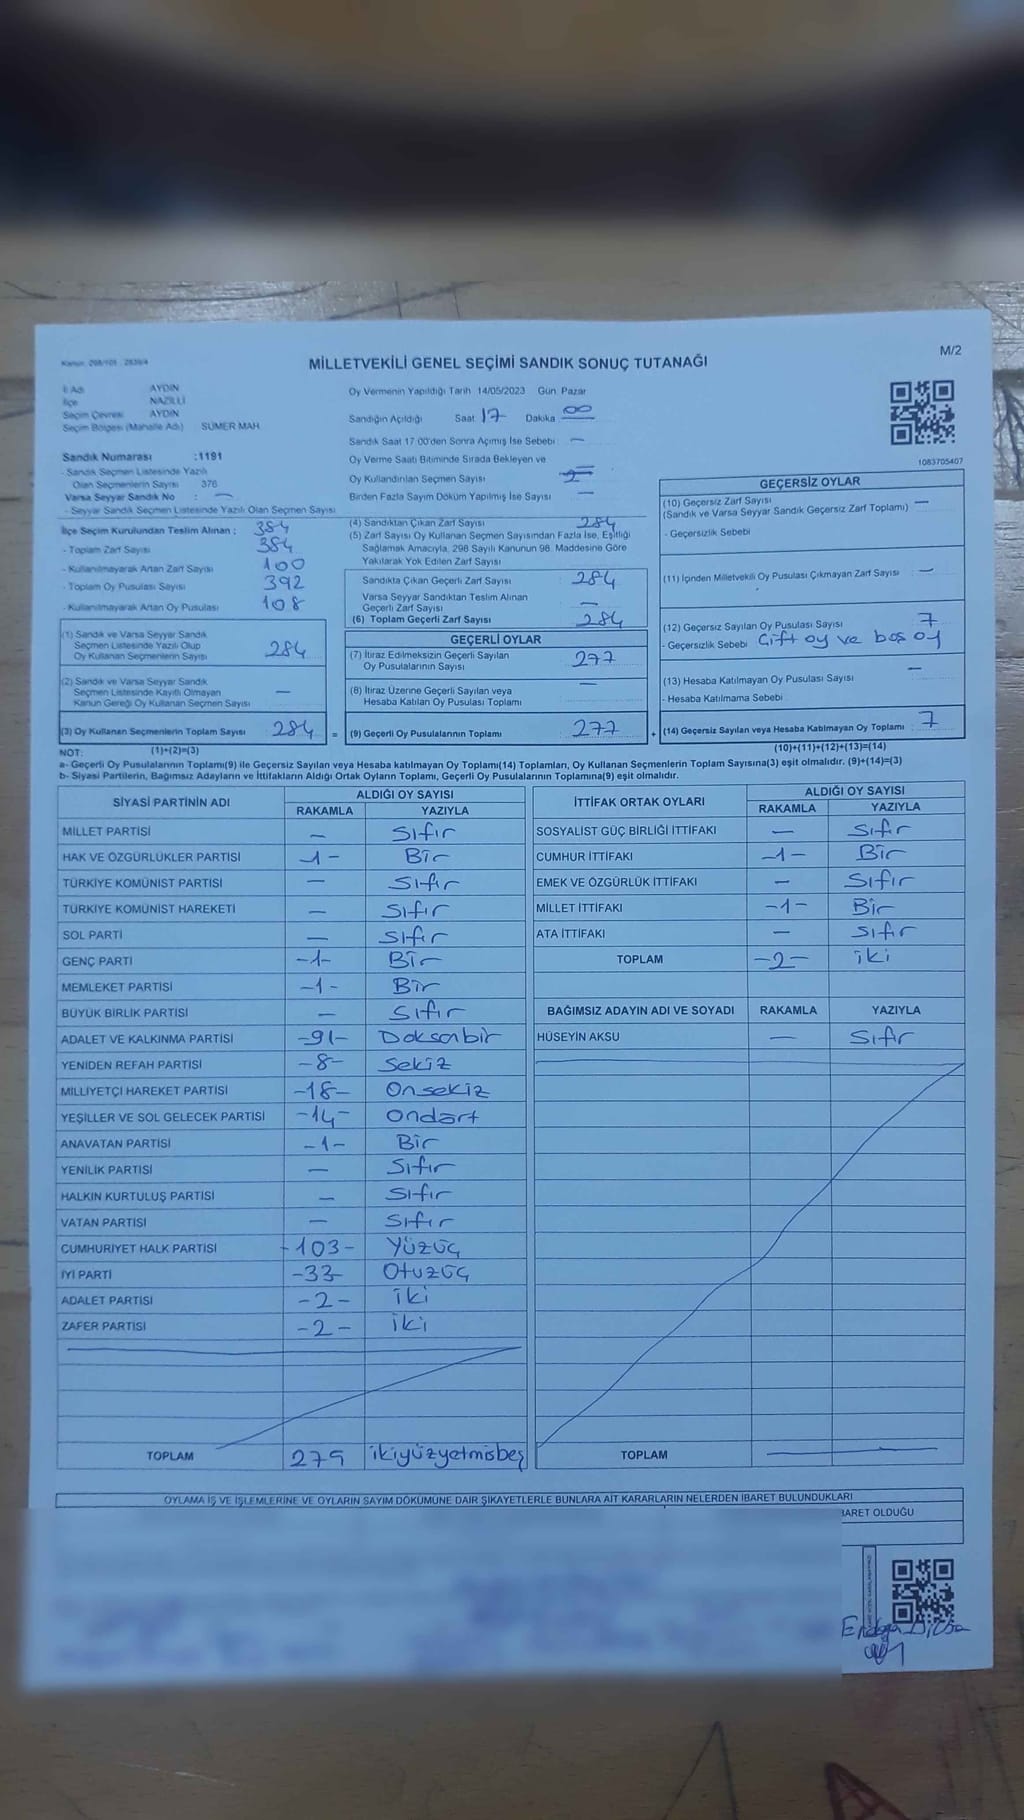 Kanun: 298/105 , 2839/4
M/2
MİLLETVEKİLİ GENEL SEÇİMİ SANDIK SONUÇ TUTANAĞI
İl Adı AYDIN
İlçe NAZİLLİ
Seçim Çevresi AYDIN
Seçim Bölgesi (Mahalle Adı) SÜMER MAH.
Oy Vermenin Yapıldığı Tarih 14/05/2023 Gün Pazar
Sandığın Açıldığı Saat 17 Dakika 00
Sandık Saat 17:00'den Sonra Açımış İse Sebebi —
Oy Verme Saati Bitiminde Sırada Bekleyen ve
Oy Kullandırılan Seçmen Sayısı
Birden Fazla Sayım Döküm Yapılmış İse Sayısı —
1083705407
Sandık Numarası :1191
- Sandık Seçmen Listesinde Yazılı
Olan Seçmenlerin Sayısı 376
Varsa Seyyar Sandık No : —
- Seyyar Sandık Seçmen Listesinde Yazılı Olan Seçmen Sayısı
İlçe Seçim Kurulundan Teslim Alınan : 384
- Toplam Zarf Sayısı 384
- Kullanılmayarak Artan Zarf Sayısı 100
- Toplam Oy Pusulası Sayısı 392
- Kullanılmayarak Artan Oy Pusulası 108
(1) Sandık ve Varsa Seyyar Sandık
Seçmen Listesinde Yazılı Olup
Oy Kullanan Seçmenlerin Sayısı 284
(2) Sandık ve Varsa Seyyar Sandık
Seçmen Listesinde Kayıtlı Olmayan
Kanun Gereği Oy Kullanan Seçmen Sayısı —
(3) Oy Kullanan Seçmenlerin Toplam Sayısı 284 =
(4) Sandıktan Çıkan Zarf Sayısı 284
(5) Zarf Sayısı Oy Kullanan Seçmen Sayısından Fazla İse, Eşitliği
Sağlamak Amacıyla, 298 Sayılı Kanunun 98. Maddesine Göre
Yakılarak Yok Edilen Zarf Sayısı
Sandıkta Çıkan Geçerli Zarf Sayısı 284
Varsa Seyyar Sandıktan Teslim Alınan
Geçerli Zarf Sayısı —
(6) Toplam Geçerli Zarf Sayısı 284
GEÇERLİ OYLAR
(7) İtiraz Edilmeksizin Geçerli Sayılan
Oy Pusulalarının Sayısı 277
(8) İtiraz Üzerine Geçerli Sayılan veya
Hesaba Katılan Oy Pusulası Toplamı —
(9) Geçerli Oy Pusulalarının Toplamı 277 +
GEÇERSİZ OYLAR
(10) Geçersiz Zarf Sayısı —
(Sandık ve Varsa Seyyar Sandık Geçersiz Zarf Toplamı)
- Geçersizlik Sebebi
(11) İçinden Milletvekili Oy Pusulası Çıkmayan Zarf Sayısı —
(12) Geçersiz Sayılan Oy Pusulası Sayısı 7
- Geçersizlik Sebebi Çift oy ve boş oy
(13) Hesaba Katılmayan Oy Pusulası Sayısı —
- Hesaba Katılmama Sebebi
(14) Geçersiz Sayılan veya Hesaba Katılmayan Oy Toplamı 7
NOT: (1)+(2)=(3) (10)+(11)+(12)+(13)=(14)
a- Geçerli Oy Pusulalarının Toplamı(9) ile Geçersiz Sayılan veya Hesaba katılmayan Oy Toplamı(14) Toplamları, Oy Kullanan Seçmenlerin Toplam Sayısına(3) eşit olmalıdır. (9)+(14)=(3)
b- Siyasi Partilerin, Bağımsız Adayların ve İttifakların Aldığı Ortak Oyların Toplamı, Geçerli Oy Pusulalarının Toplamına(9) eşit olmalıdır.
SİYASİ PARTİNİN ADI ALDIĞI OY SAYISI
RAKAMLA YAZIYLA
MİLLET PARTİSİ — Sıfır
HAK VE ÖZGÜRLÜKLER PARTİSİ -1- Bir
TÜRKİYE KOMÜNİST PARTİSİ — Sıfır
TÜRKİYE KOMÜNİST HAREKETİ — Sıfır
SOL PARTİ — Sıfır
GENÇ PARTİ -1- Bir
MEMLEKET PARTİSİ -1- Bir
BÜYÜK BİRLİK PARTİSİ — Sıfır
ADALET VE KALKINMA PARTİSİ -91- Doksanbir
YENİDEN REFAH PARTİSİ -8- Sekiz
MİLLİYETÇİ HAREKET PARTİSİ -18- Onsekiz
YEŞİLLER VE SOL GELECEK PARTİSİ -14- Ondört
ANAVATAN PARTİSİ -1- Bir
YENİLİK PARTİSİ — Sıfır
HALKIN KURTULUŞ PARTİSİ — Sıfır
VATAN PARTİSİ — Sıfır
CUMHURİYET HALK PARTİSİ -103- Yüzüç
İYİ PARTİ -33- Otuzüç
ADALET PARTİSİ -2- iki
ZAFER PARTİSİ -2- iki
TOPLAM 275 ikiyüzyetmişbeş
İTTİFAK ORTAK OYLARI ALDIĞI OY SAYISI
RAKAMLA YAZIYLA
SOSYALİST GÜÇ BİRLİĞİ İTTİFAKI — Sıfır
CUMHUR İTTİFAKI -1- Bir
EMEK VE ÖZGÜRLÜK İTTİFAKI — Sıfır
MİLLET İTTİFAKI -1- Bir
ATA İTTİFAKI — Sıfır
TOPLAM -2- iki
BAĞIMSIZ ADAYIN ADI VE SOYADI RAKAMLA YAZIYLA
HÜSEYİN AKSU — Sıfır
TOPLAM —
OYLAMA İŞ VE İŞLEMLERİNE VE OYLARIN SAYIM DÖKÜMÜNE DAİR ŞİKAYETLERLE BUNLARA AİT KARARLARIN NELERDEN İBARET BULUNDUKLARI
İBARET OLDUĞU